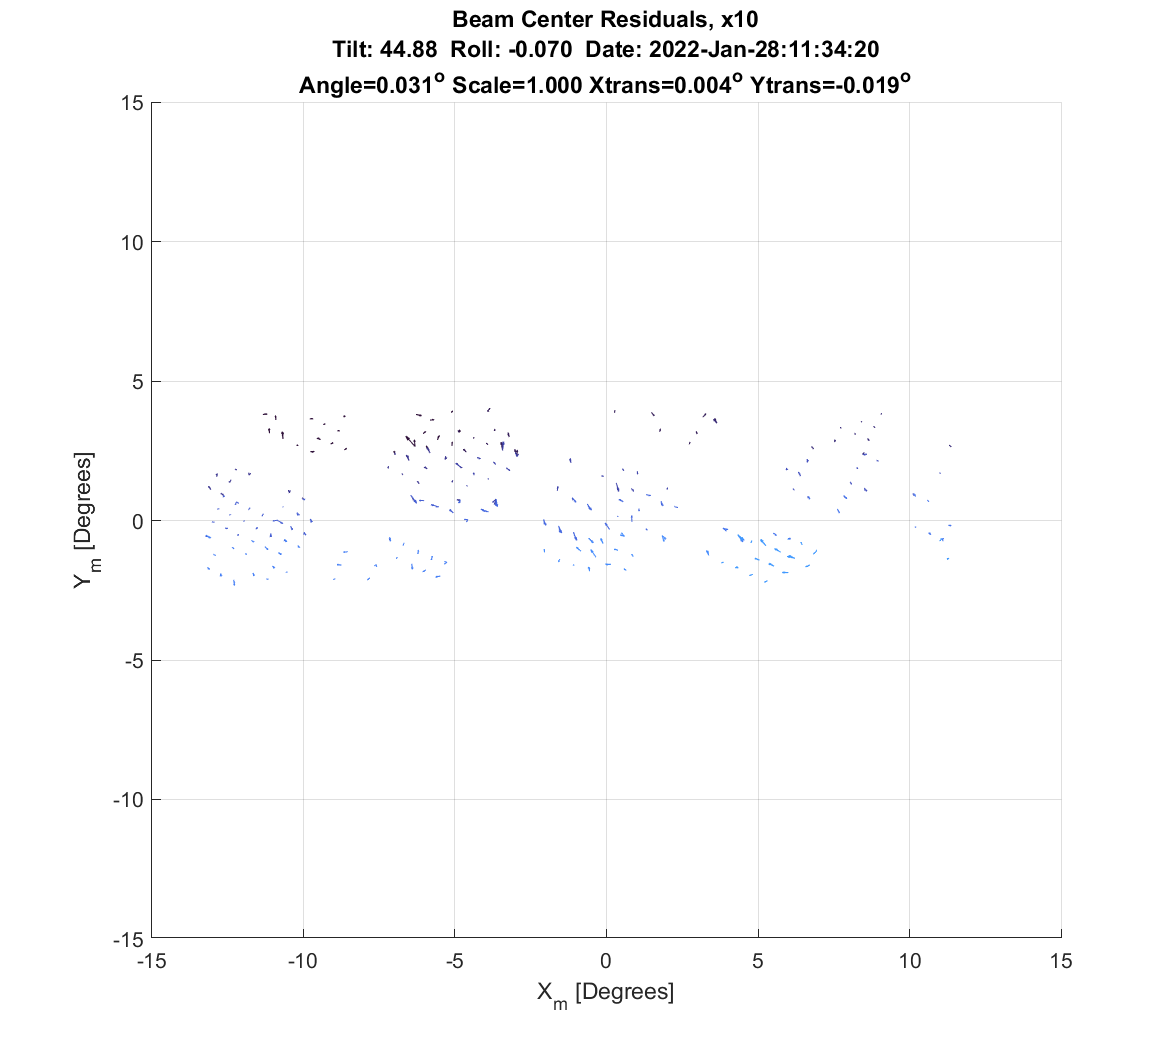 Beam Center Residuals, x10
Tilt: 44.88 Roll: -0.070 Date: 2022-Jan-28:11:34:20
Angle=0.031° Scale=1.000 Xtrans=0.004° Ytrans=-0.019°
15
10
5
0
-5
-10
-15
Y_m [Degrees]
-15 -10 -5 0 5 10 15
X_m [Degrees]